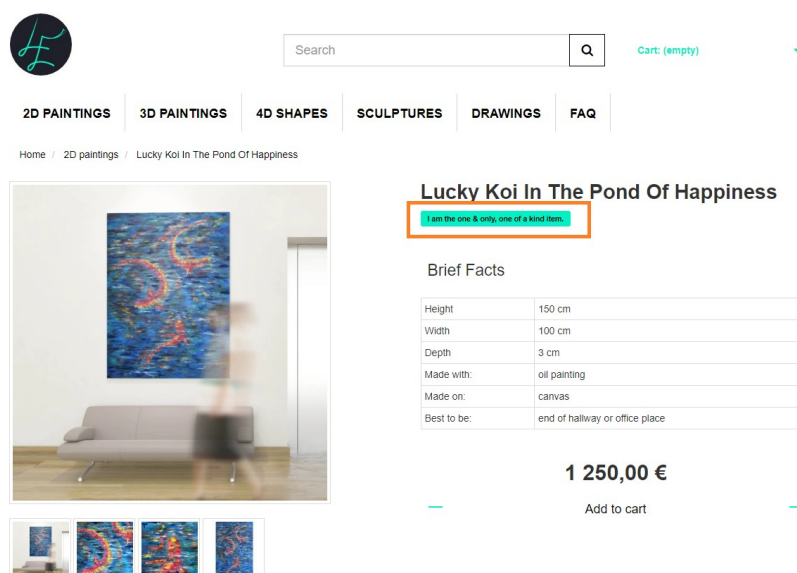 LE
Search
Cart: (empty)
2D PAINTINGS
3D PAINTINGS
4D SHAPES
SCULPTURES
DRAWINGS
FAQ
Home / 2D paintings / Lucky Koi In The Pond Of Happiness
Lucky Koi In The Pond Of Happiness
I am the one & only, one of a kind item.
Brief Facts
Height 150 cm
Width 100 cm
Depth 3 cm
Made with: oil painting
Made on: canvas
Best to be: end of hallway or office place
1 250,00 €
Add to cart